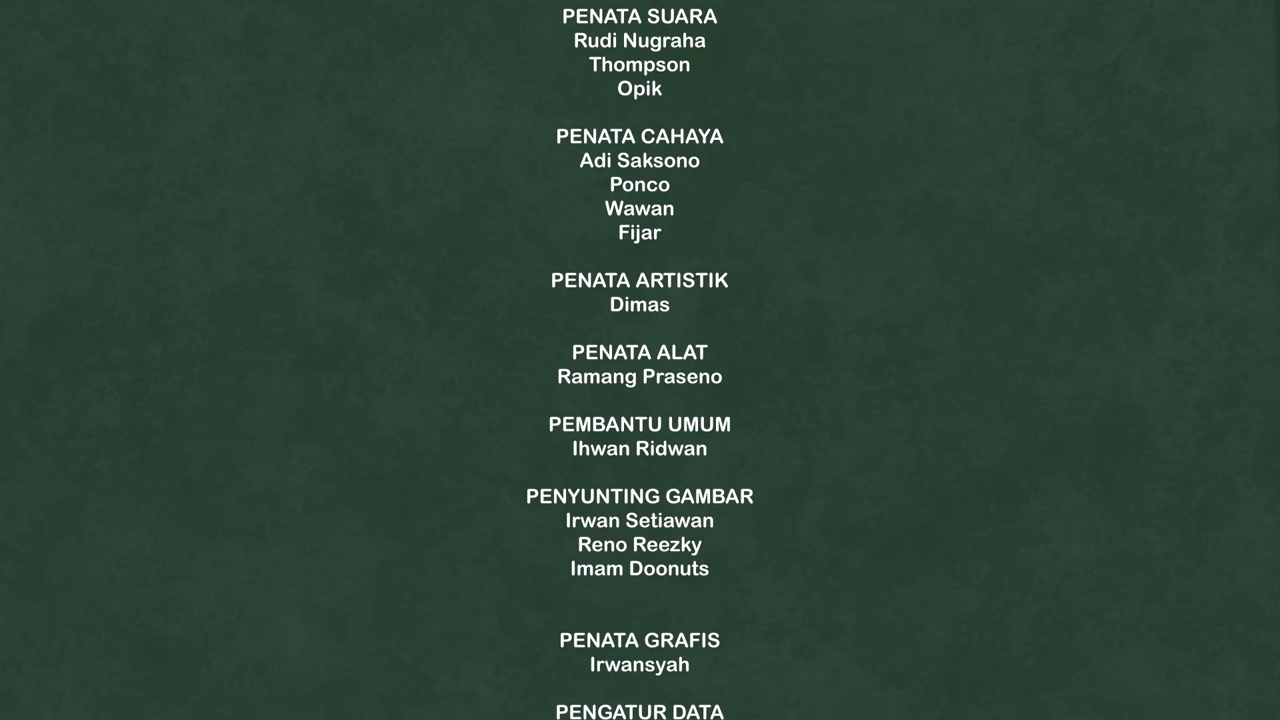 PENATA SUARA
Rudi Nugraha
Thompson
Opik
PENATA CAHAYA
Adi Saksono
Ponco
Wawan
Fijar
PENATA ARTISTIK
Dimas
PENATA ALAT
Ramang Praseno
PEMBANTU UMUM
Ihwan Ridwan
PENYUNTING GAMBAR
Irwan Setiawan
Reno Reezky
Imam Doonuts
PENATA GRAFIS
Irwansyah
PENGATUR DATA